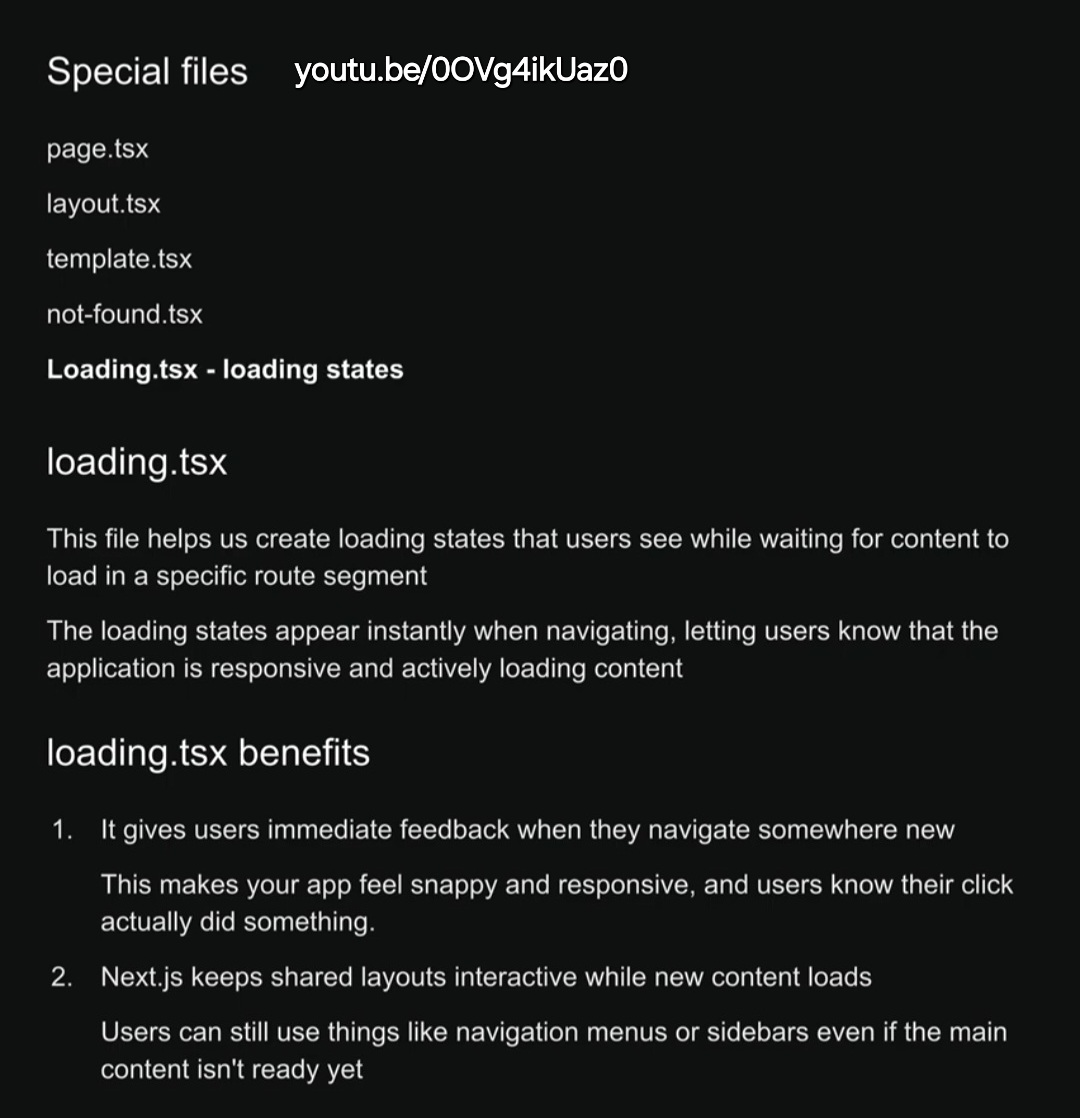 Special files youtu.be/0OVg4ikUaz0
page.tsx
layout.tsx
template.tsx
not-found.tsx
Loading.tsx - loading states
loading.tsx
This file helps us create loading states that users see while waiting for content to
load in a specific route segment
The loading states appear instantly when navigating, letting users know that the
application is responsive and actively loading content
loading.tsx benefits
1. It gives users immediate feedback when they navigate somewhere new
This makes your app feel snappy and responsive, and users know their click
actually did something.
2. Next.js keeps shared layouts interactive while new content loads
Users can still use things like navigation menus or sidebars even if the main
content isn't ready yet